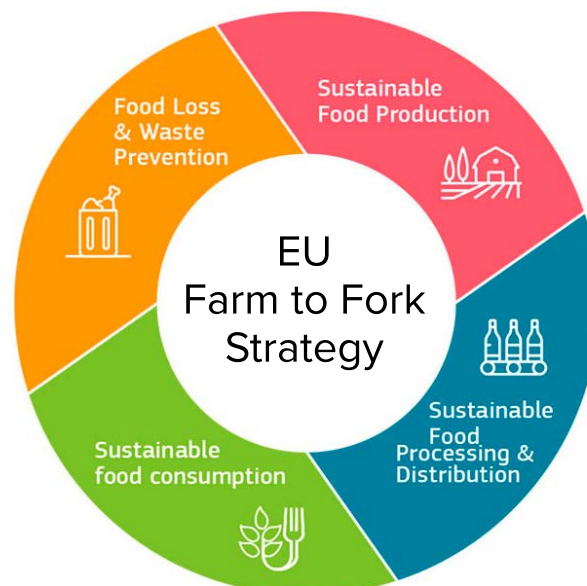 EU
Farm to Fork
Strategy
Sustainable
Food Production
Sustainable
Food
Processing &
Distribution
Sustainable
food consumption
Food Loss
& Waste
Prevention